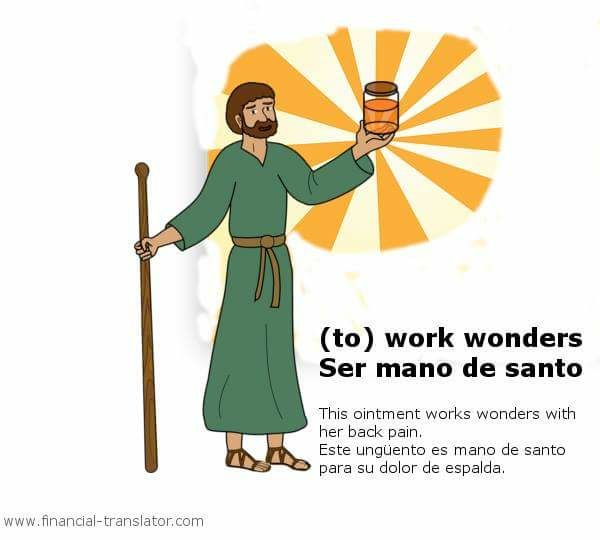 (to) work wonders
Ser mano de santo
This ointment works wonders with
her back pain.
Este ungüento es mano de santo
para su dolor de espalda.
www.financial-translator.com